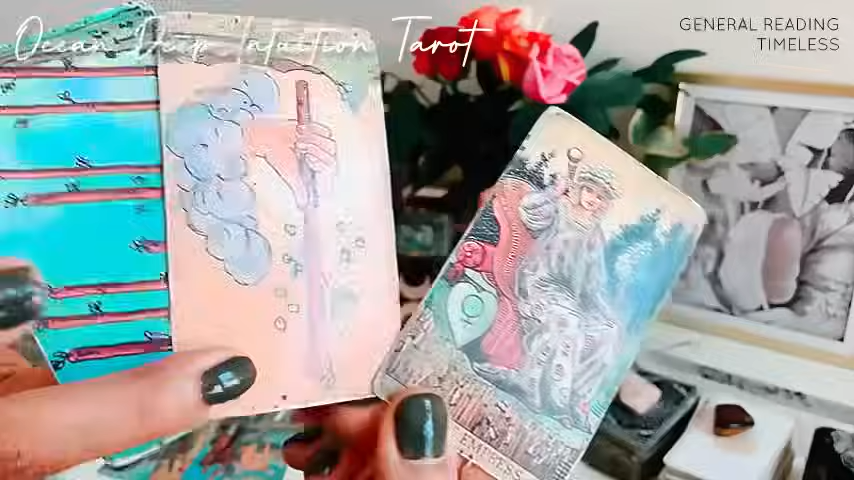 Ocean Deep Intuition Tarot
GENERAL READING
TIMELESS
EMPRESS